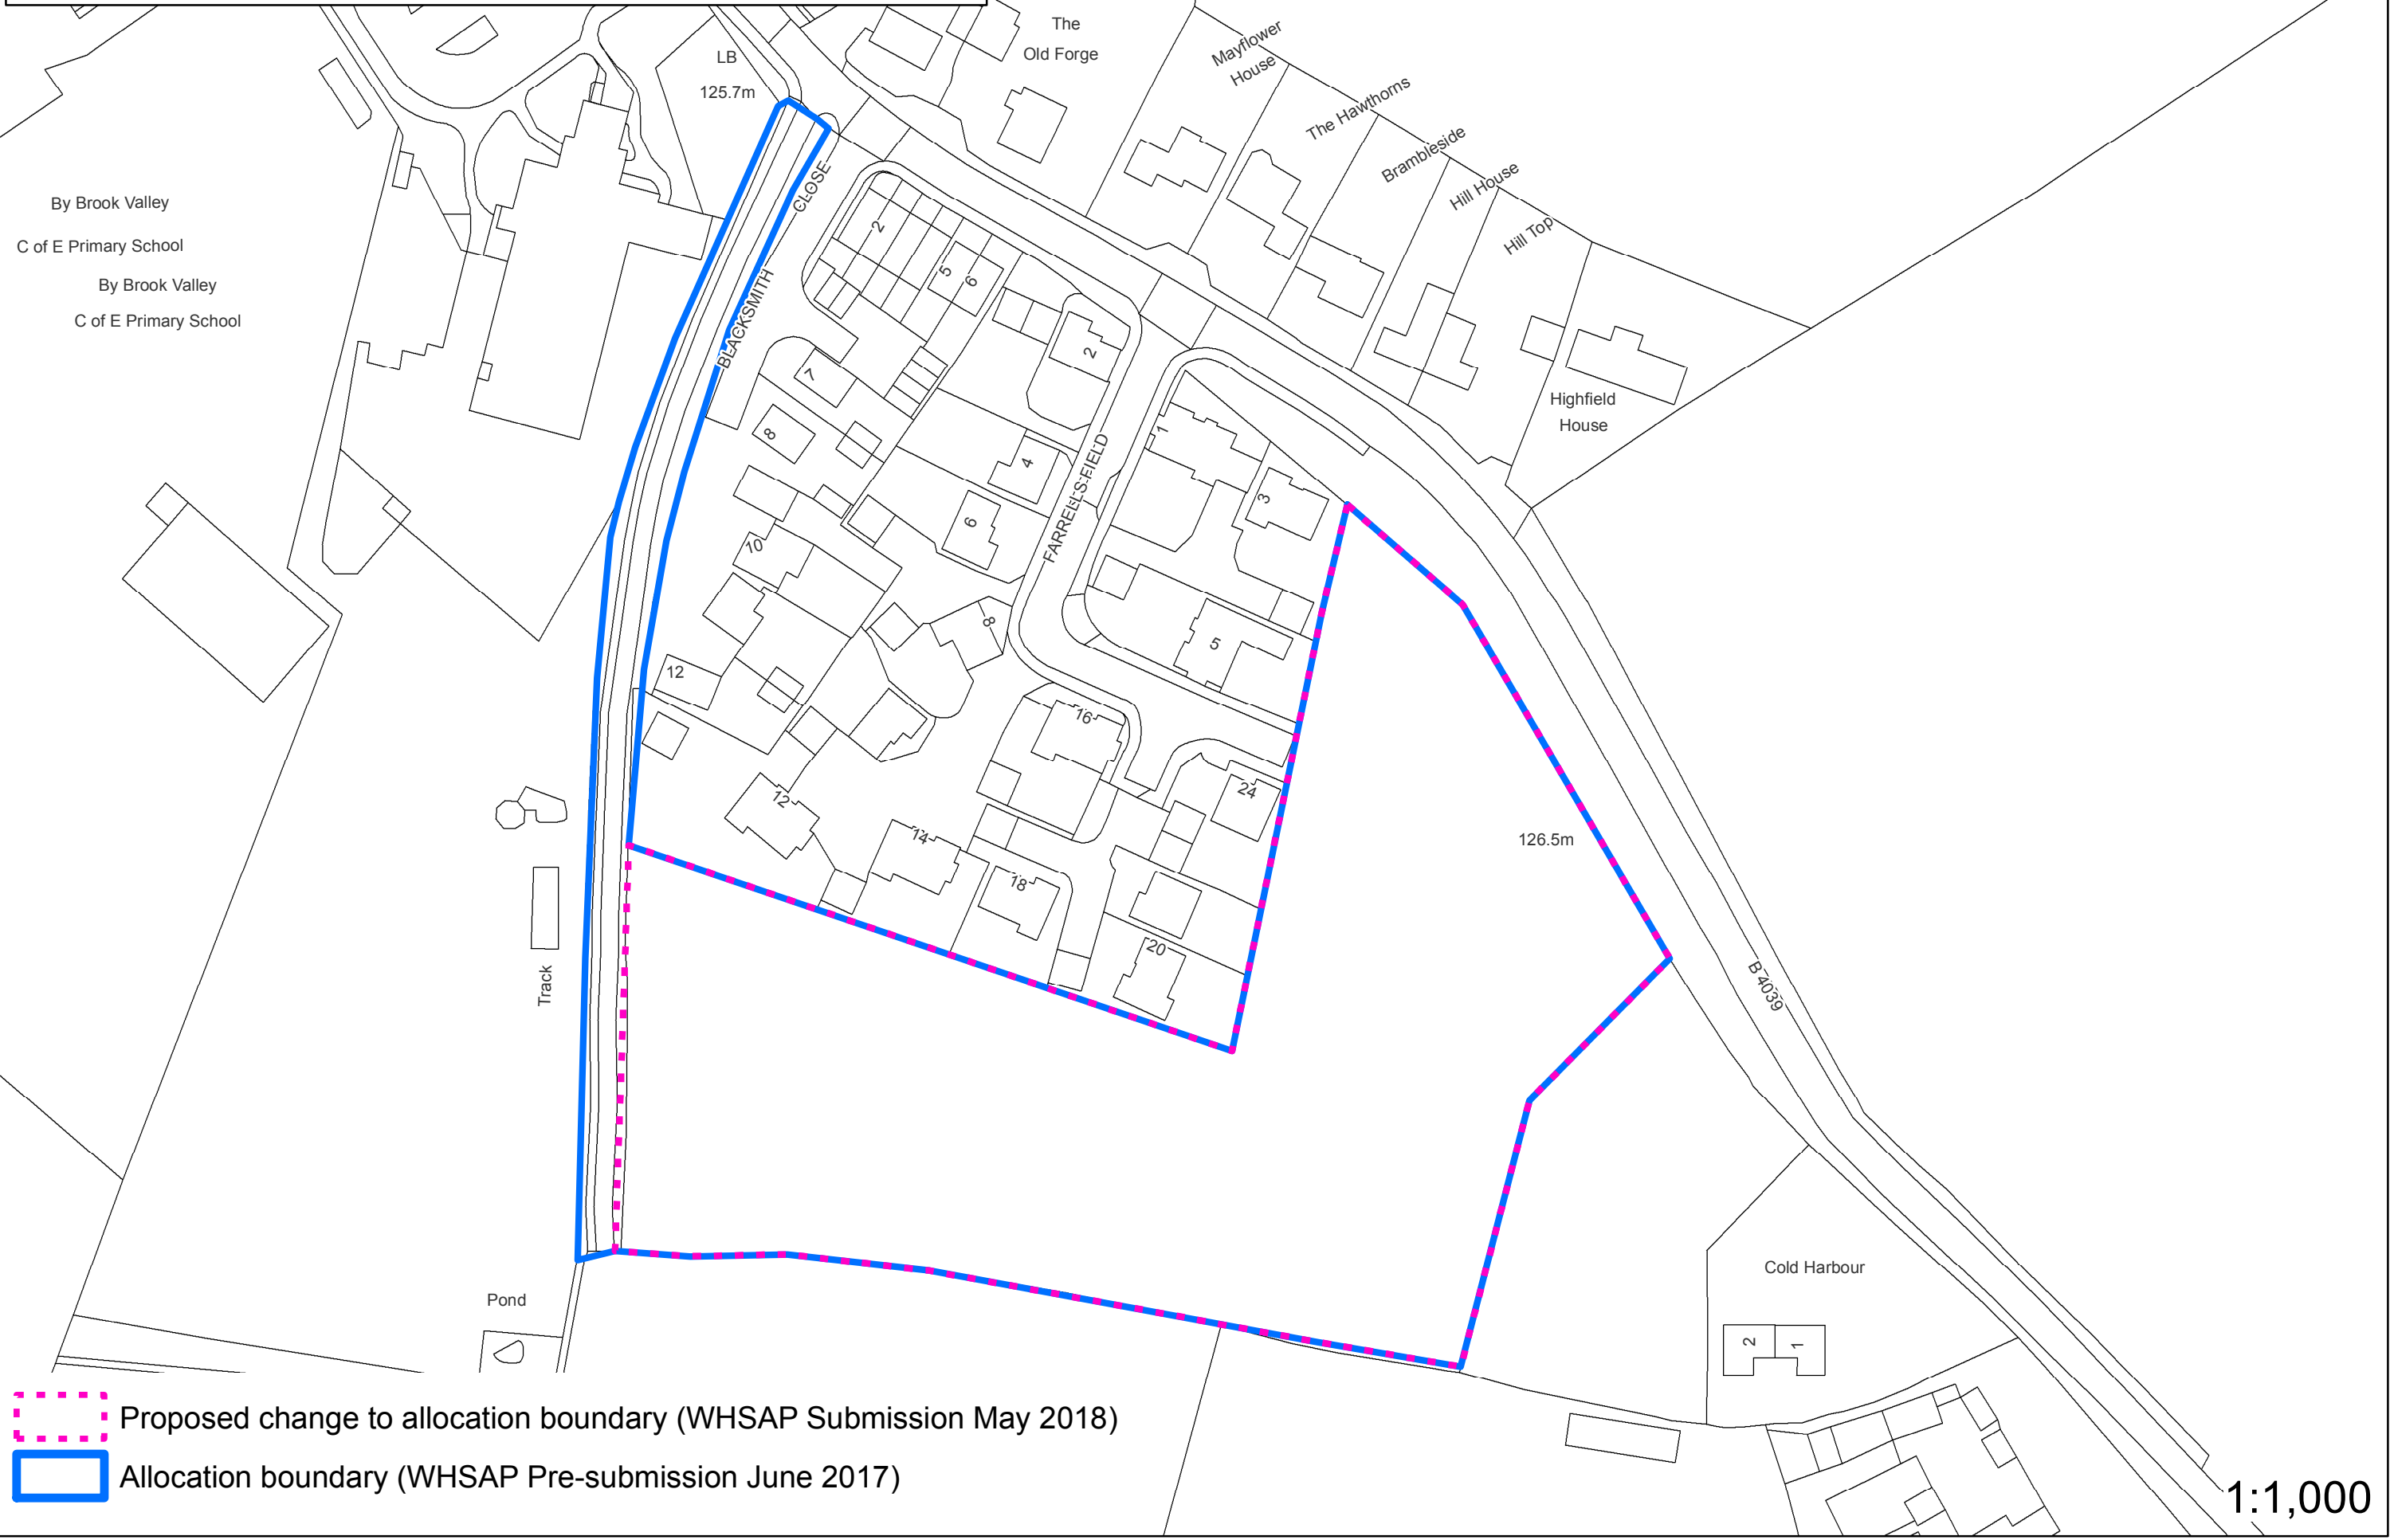 The
Old Forge
Mayflower
House
The Hawthorns
Brambleside
Hill House
Hill Top
LB
125.7m
By Brook Valley
C of E Primary School
By Brook Valley
C of E Primary School
BLACKSMITH CLOSE
2
5
6
7
8
10
12
2
4
6
8
FARRELLS FIELD
1
3
5
Highfield
House
16
24
12
14
18
20
126.5m
Track
B 4039
Pond
Cold Harbour
2
1
Proposed change to allocation boundary (WHSAP Submission May 2018)
Allocation boundary (WHSAP Pre-submission June 2017)
1:1,000